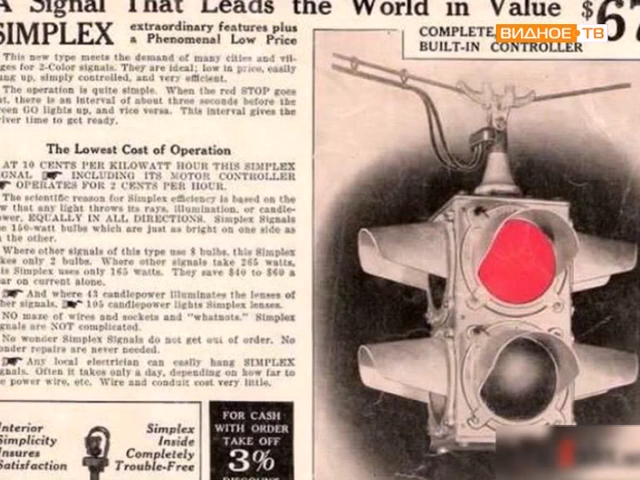 A Signal That Leads the World in Value $67
SIMPLEX
extraordinary features plus
a Phenomenal Low Price
COMPLETE
BUILT-IN CONTROLLER
ВИДНОЕ ТВ
This new type meets the demand of many cities and vil-
ges for 2-Color signals. They are ideal; low in price, easily
ung up, simply controlled, and very efficient.
The operation is quite simple. When the red STOP goes
ut, there is an interval of about three seconds before the
reen GO lights up, and vice versa. This interval gives the
river time to get ready.
The Lowest Cost of Operation
AT 10 CENTS PER KILOWATT HOUR THIS SIMPLEX
IGNAL INCLUDING ITS MOTOR CONTROLLER
OPERATES FOR 2 CENTS PER HOUR.
The scientific reason for Simplex efficiency is based on the
w that any light throws its rays, illumination, or candle-
ower, EQUALLY IN ALL DIRECTIONS. Simplex Signals
se 150-watt bulbs which are just as bright on one side as
n the other.
Where other signals of this type use 8 bulbs, this Simplex
kes only 2 bulbs. Where other signals take 265 watts,
is Simplex uses only 165 watts. They save $40 to $60 a
ear on current alone.
And where 43 candlepower illuminates the lenses of
her signals, 105 candlepower lights Simplex lenses.
NO maze of wires and sockets and "whatnots." Simplex
ignals are NOT complicated.
No wonder Simplex Signals do not get out of order. No
onder repairs are never needed.
Any local electrician can easily hang SIMPLEX
gnals. Often it takes only a day, depending on how far to
e power wire, etc. Wire and conduit cost very little.
Interior
Simplicity
Insures
Satisfaction
Simplex
Inside
Completely
Trouble-Free
FOR CASH
WITH ORDER
TAKE OFF
3%
DISCOUNT